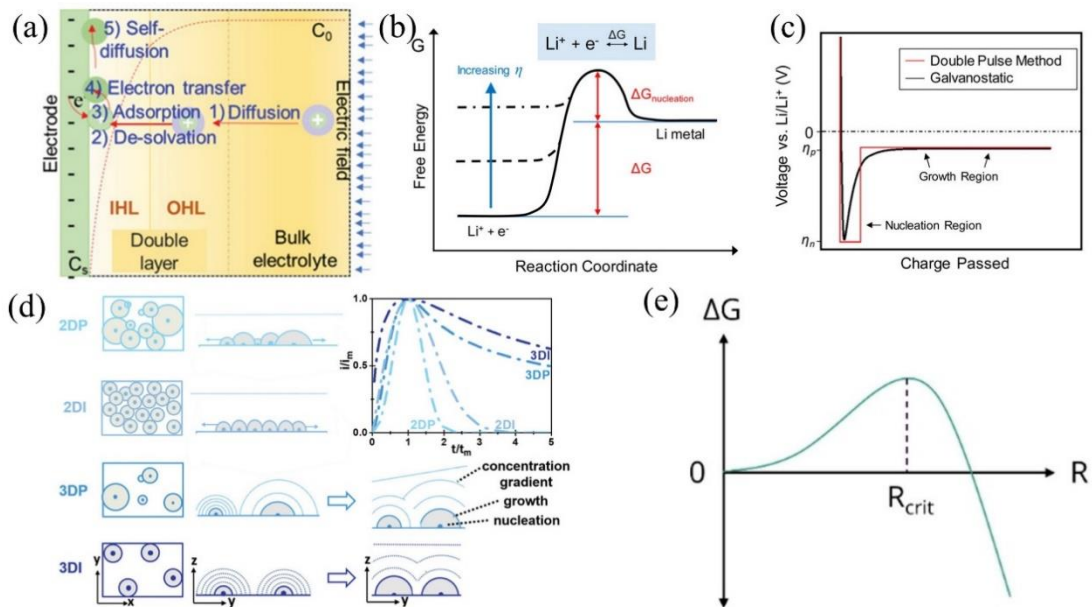 (a)
5) Self-
diffusion
C₀
4) Electron transfer
e⁻
3) Adsorption
1) Diffusion
2) De-solvation
+
+
Electrode
Electric field
IHL
OHL
Double
layer
Bulk
electrolyte
Cₛ
(b)
G
Li⁺ + e⁻ ⟷ Li
ΔG
Increasing η
ΔG nucleation
Li metal
ΔG
Li⁺ + e⁻
Free Energy
Reaction Coordinate
(c)
Double Pulse Method
Galvanostatic
Voltage vs. Li/Li⁺ (V)
0
ηₚ
Growth Region
Nucleation Region
ηₙ
Charge Passed
(d)
2DP
2DI
3DP
3DI
i/iₘ
1.0
0.5
0.0
0
1
2
3
4
5
t/tₘ
3DI
3DP
2DP
2DI
concentration
gradient
growth
nucleation
y
x
z
y
z
y
(e)
ΔG
0
R
R crit